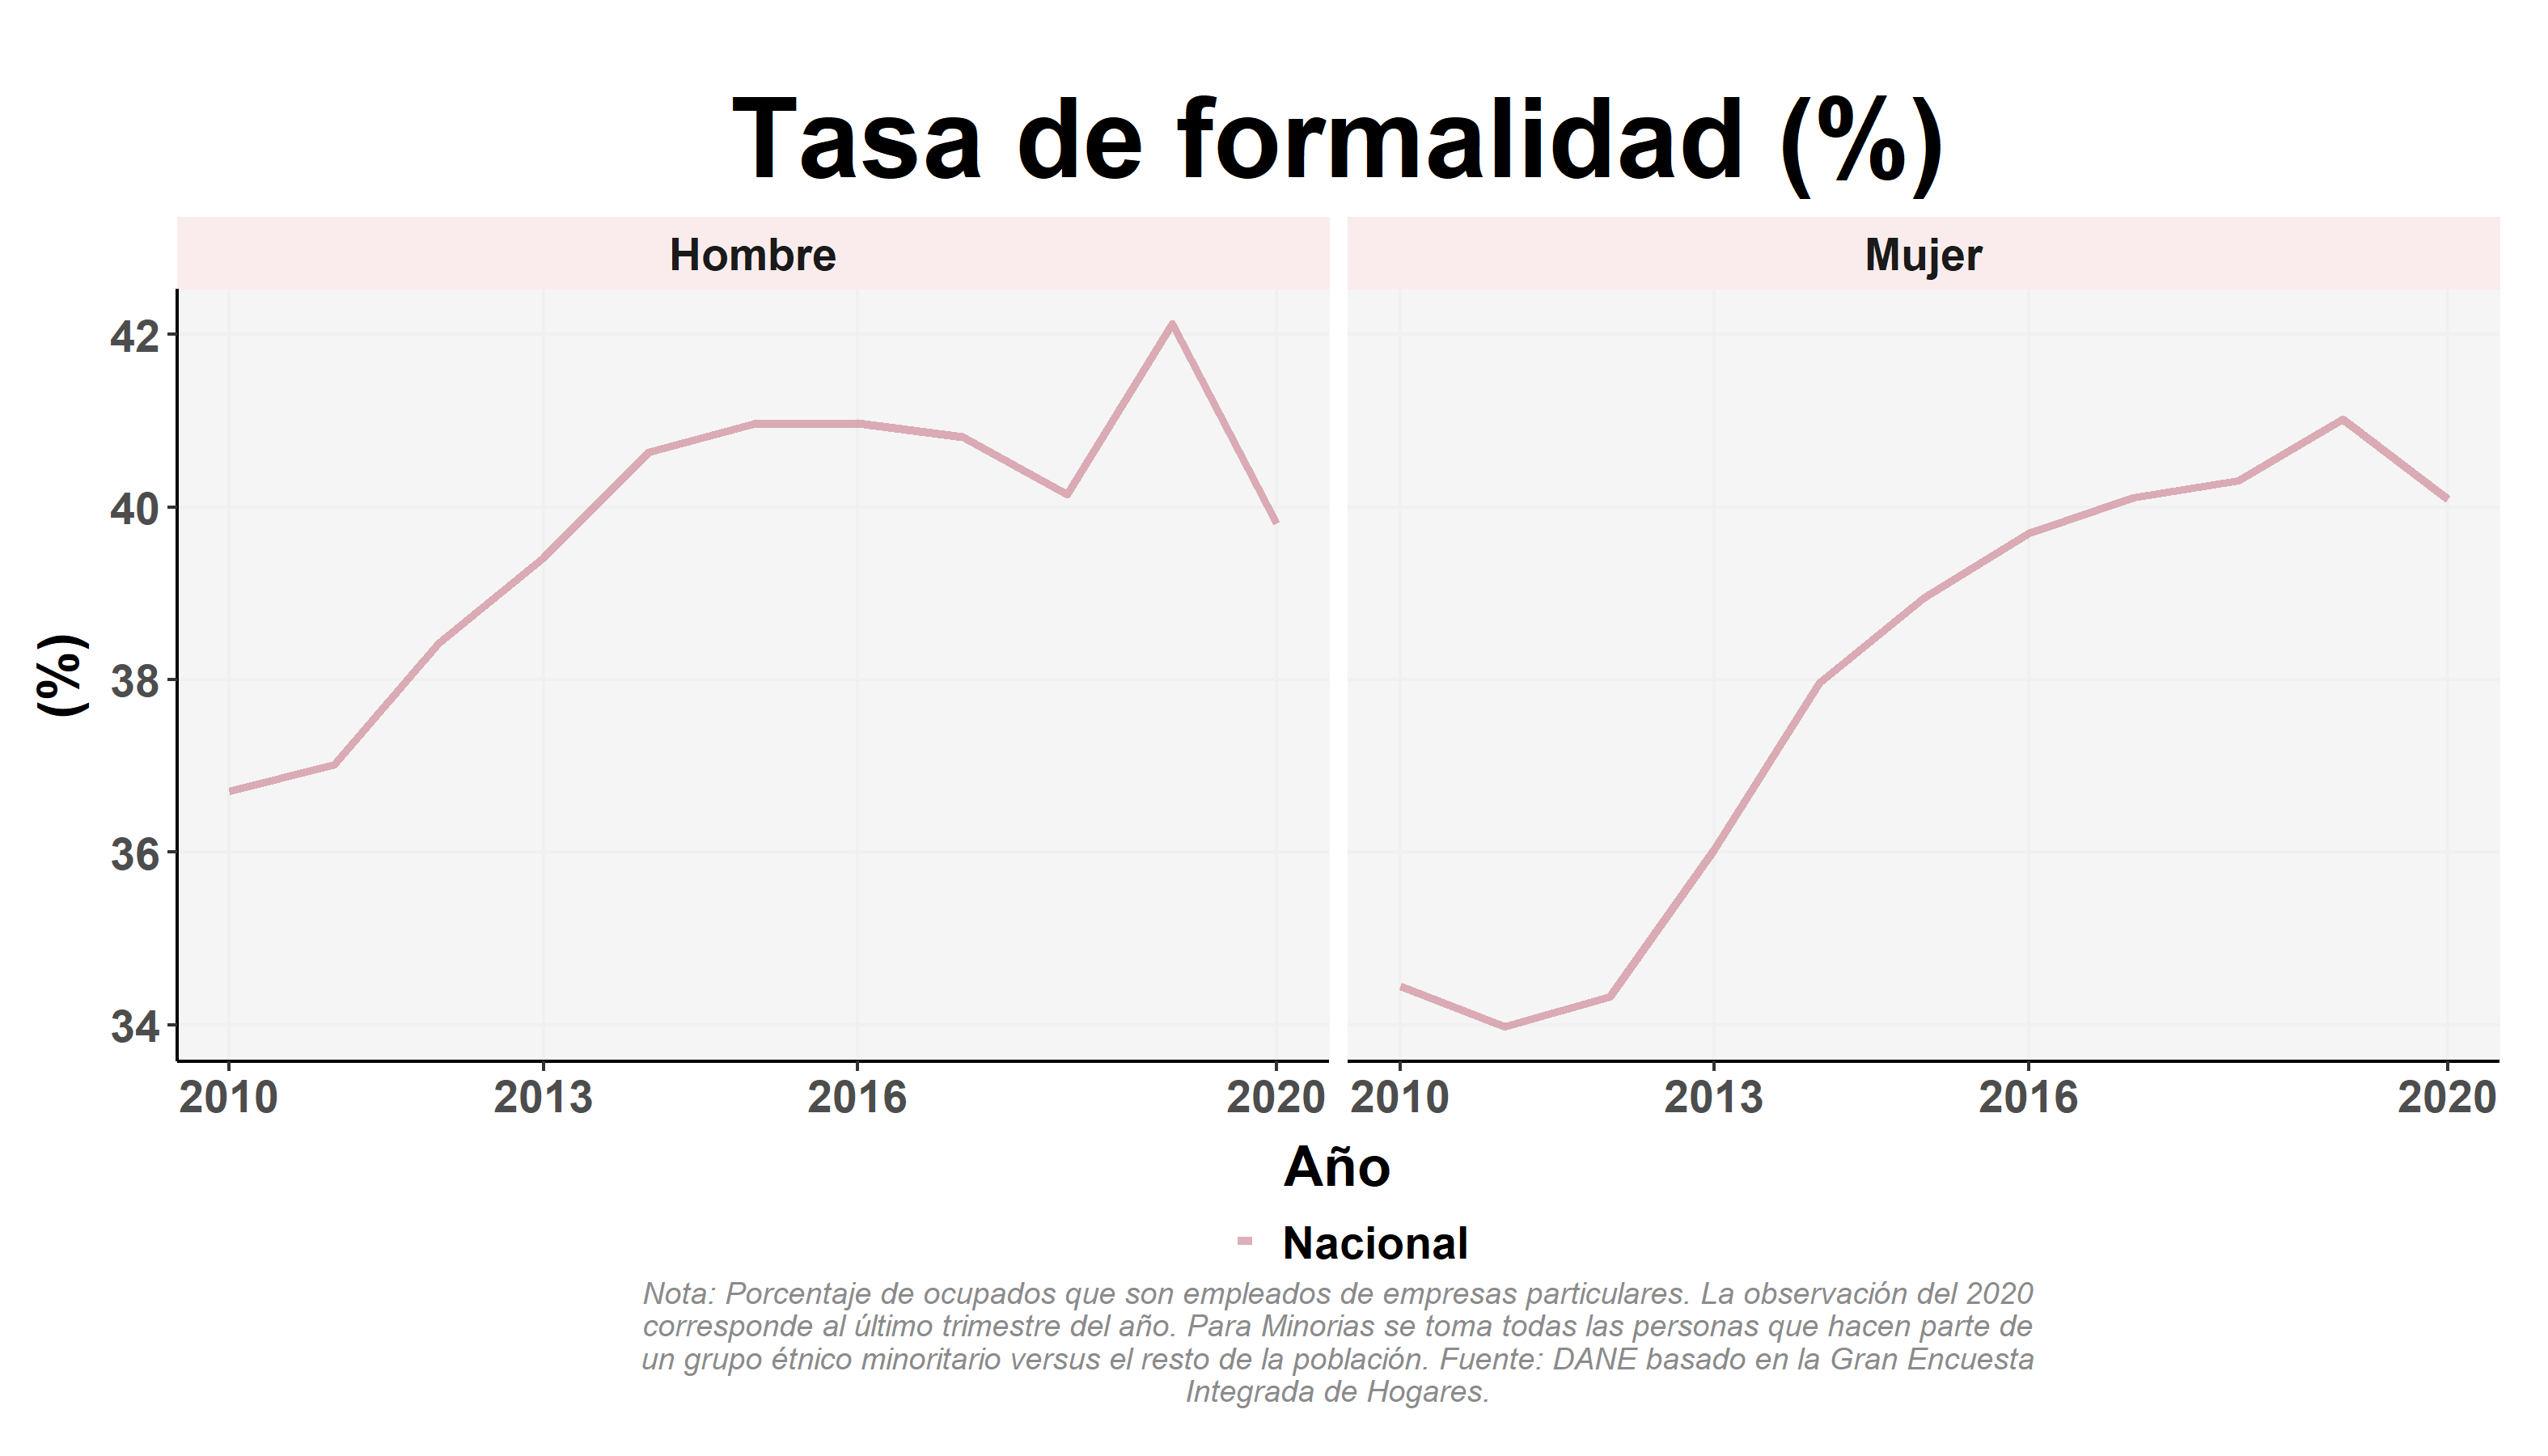 Tasa de formalidad (%)
Hombre
Mujer
(%)
42
40
38
36
34
2010 2013 2016 2020 2010 2013 2016 2020
Año
Nacional
Nota: Porcentaje de ocupados que son empleados de empresas particulares. La observación del 2020
corresponde al último trimestre del año. Para Minorias se toma todas las personas que hacen parte de
un grupo étnico minoritario versus el resto de la población. Fuente: DANE basado en la Gran Encuesta
Integrada de Hogares.